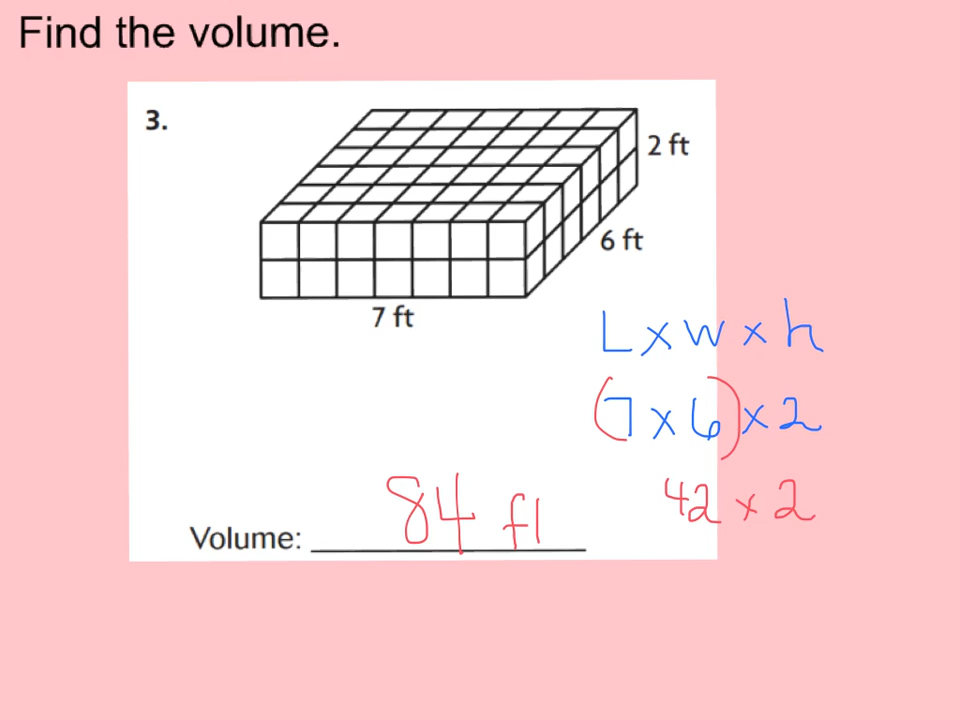 Find the volume.
3.
2 ft
6 ft
7 ft
L x w x h
(7 x 6) x 2
42 x 2
Volume: 84 ft